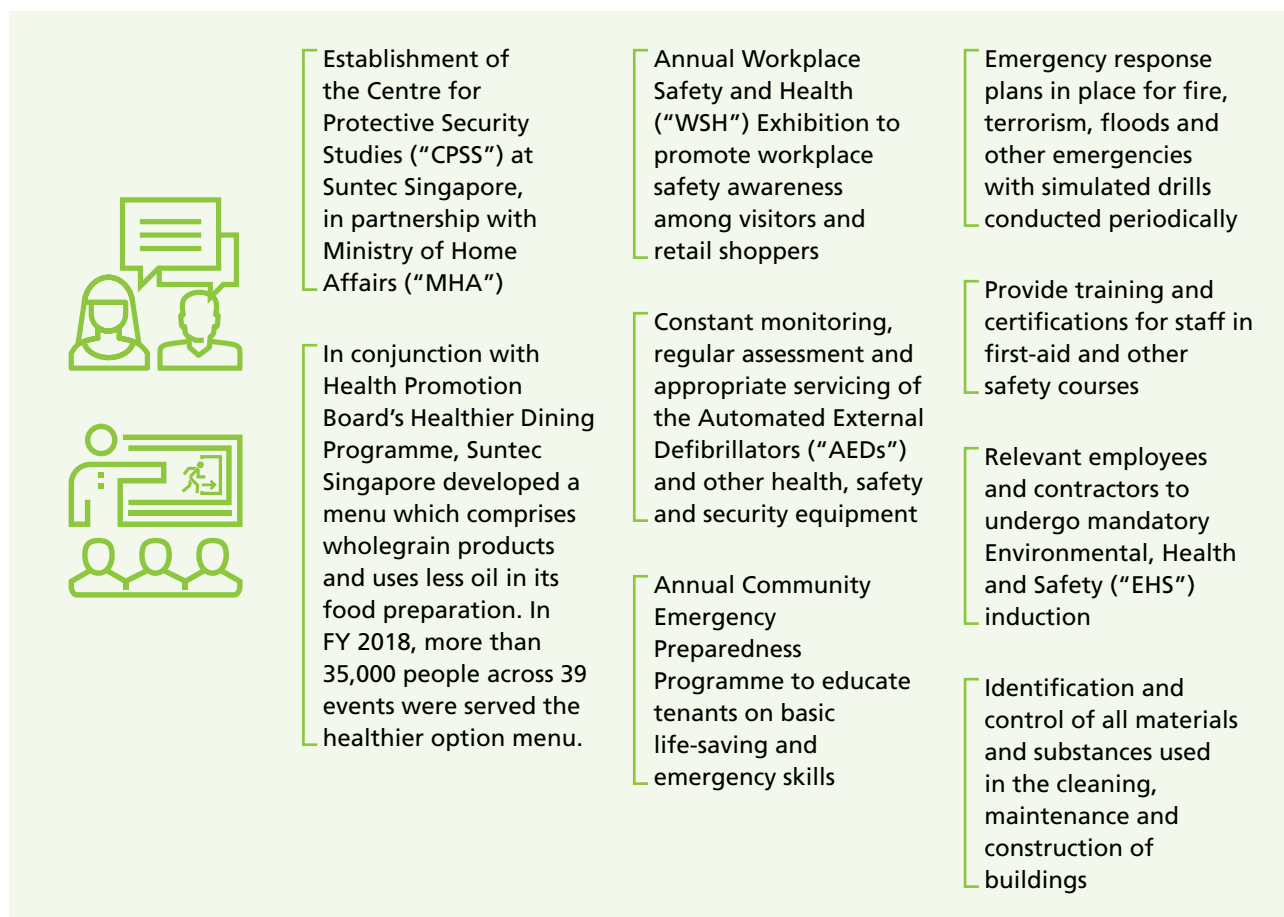 Establishment of
the Centre for
Protective Security
Studies (“CPSS”) at
Suntec Singapore,
in partnership with
Ministry of Home
Affairs (“MHA”)
In conjunction with
Health Promotion
Board’s Healthier Dining
Programme, Suntec
Singapore developed a
menu which comprises
wholegrain products
and uses less oil in its
food preparation. In
FY 2018, more than
35,000 people across 39
events were served the
healthier option menu.
Annual Workplace
Safety and Health
(“WSH”) Exhibition to
promote workplace
safety awareness
among visitors and
retail shoppers
Constant monitoring,
regular assessment and
appropriate servicing of
the Automated External
Defibrillators (“AEDs”)
and other health, safety
and security equipment
Annual Community
Emergency
Preparedness
Programme to educate
tenants on basic
life-saving and
emergency skills
Emergency response
plans in place for fire,
terrorism, floods and
other emergencies
with simulated drills
conducted periodically
Provide training and
certifications for staff in
first-aid and other
safety courses
Relevant employees
and contractors to
undergo mandatory
Environmental, Health
and Safety (“EHS”)
induction
Identification and
control of all materials
and substances used
in the cleaning,
maintenance and
construction of
buildings